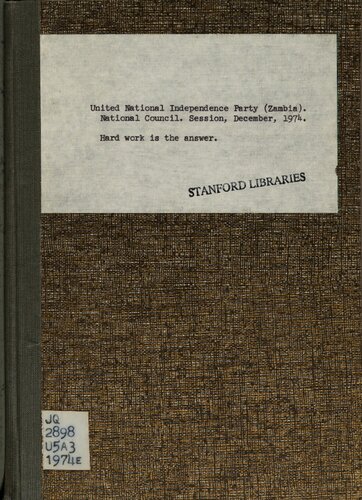 United National Independence Party (Zambia).
National Council. Session, December, 1974.
Hard work is the answer.
STANFORD LIBRARIES
JQ
2898
U5A3
1974E